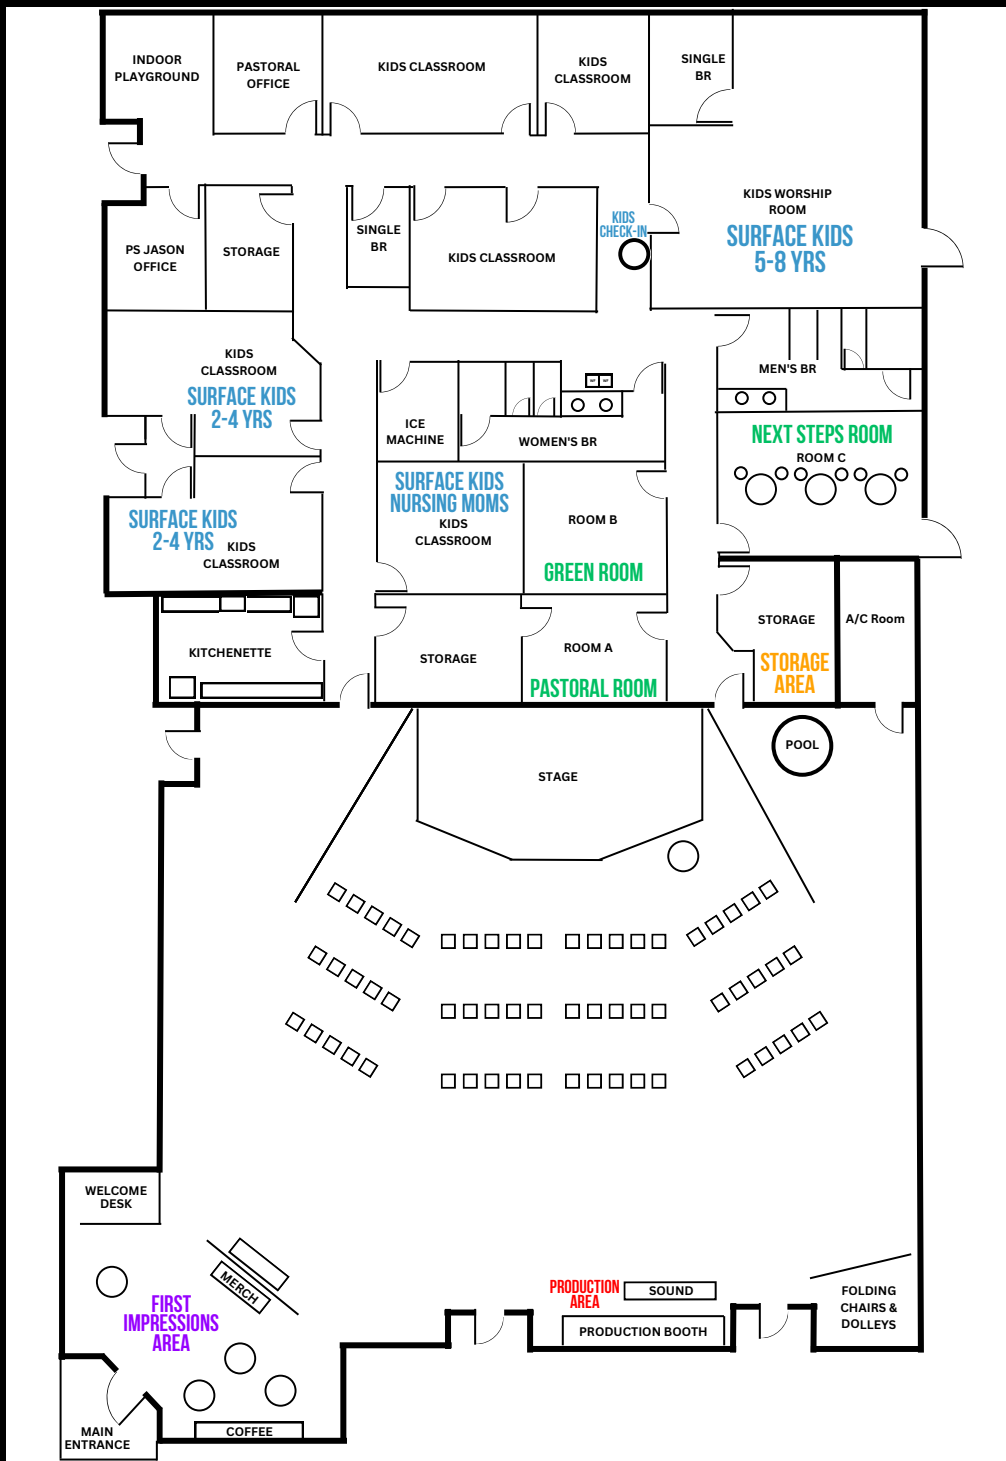 INDOOR
PLAYGROUND
PASTORAL
OFFICE
KIDS CLASSROOM
KIDS
CLASSROOM
SINGLE
BR
KIDS WORSHIP
ROOM
SURFACE KIDS
5-8 YRS
KIDS
CHECK-IN
PS JASON
OFFICE
STORAGE
SINGLE
BR
KIDS CLASSROOM
KIDS
CLASSROOM
SURFACE KIDS
2-4 YRS
ICE
MACHINE
WOMEN'S BR
MEN'S BR
NEXT STEPS ROOM
ROOM C
SURFACE KIDS
NURSING MOMS
KIDS
CLASSROOM
ROOM B
GREEN ROOM
SURFACE KIDS
2-4 YRS
KIDS
CLASSROOM
KITCHENETTE
STORAGE
ROOM A
PASTORAL ROOM
STORAGE
STORAGE
AREA
A/C Room
POOL
STAGE
WELCOME
DESK
MERCH
FIRST
IMPRESSIONS
AREA
PRODUCTION
AREA
SOUND
PRODUCTION BOOTH
FOLDING
CHAIRS &
DOLLEYS
MAIN
ENTRANCE
COFFEE